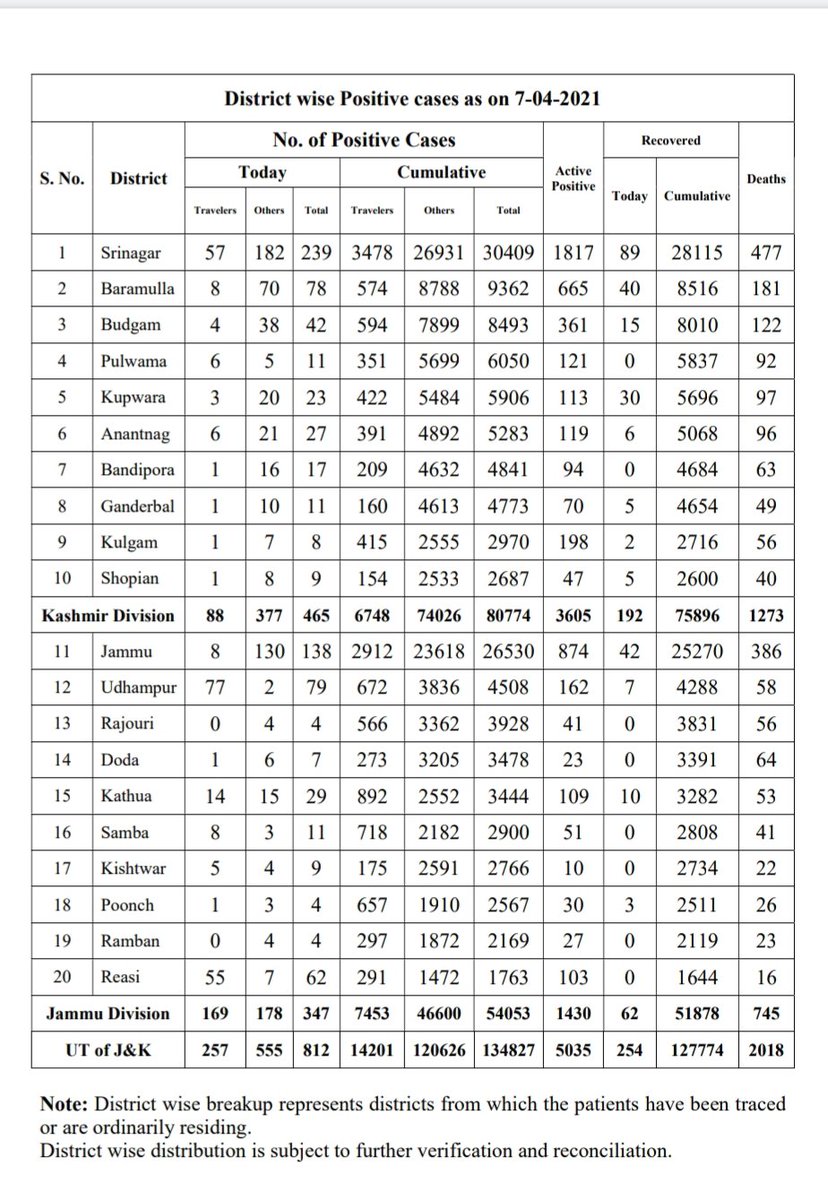 District wise Positive cases as on 7-04-2021
S. No. District No. of Positive Cases Active Positive Recovered Deaths
Today Cumulative Today Cumulative
Travelers Others Total Travelers Others Total
1 Srinagar 57 182 239 3478 26931 30409 1817 89 28115 477
2 Baramulla 8 70 78 574 8788 9362 665 40 8516 181
3 Budgam 4 38 42 594 7899 8493 361 15 8010 122
4 Pulwama 6 5 11 351 5699 6050 121 0 5837 92
5 Kupwara 3 20 23 422 5484 5906 113 30 5696 97
6 Anantnag 6 21 27 391 4892 5283 119 6 5068 96
7 Bandipora 1 16 17 209 4632 4841 94 0 4684 63
8 Ganderbal 1 10 11 160 4613 4773 70 5 4654 49
9 Kulgam 1 7 8 415 2555 2970 198 2 2716 56
10 Shopian 1 8 9 154 2533 2687 47 5 2600 40
Kashmir Division 88 377 465 6748 74026 80774 3605 192 75896 1273
11 Jammu 8 130 138 2912 23618 26530 874 42 25270 386
12 Udhampur 77 2 79 672 3836 4508 162 7 4288 58
13 Rajouri 0 4 4 566 3362 3928 41 0 3831 56
14 Doda 1 6 7 273 3205 3478 23 0 3391 64
15 Kathua 14 15 29 892 2552 3444 109 10 3282 53
16 Samba 8 3 11 718 2182 2900 51 0 2808 41
17 Kishtwar 5 4 9 175 2591 2766 10 0 2734 22
18 Poonch 1 3 4 657 1910 2567 30 3 2511 26
19 Ramban 0 4 4 297 1872 2169 27 0 2119 23
20 Reasi 55 7 62 291 1472 1763 103 0 1644 16
Jammu Division 169 178 347 7453 46600 54053 1430 62 51878 745
UT of J&K 257 555 812 14201 120626 134827 5035 254 127774 2018
Note: District wise breakup represents districts from which the patients have been traced
or are ordinarily residing.
District wise distribution is subject to further verification and reconciliation.